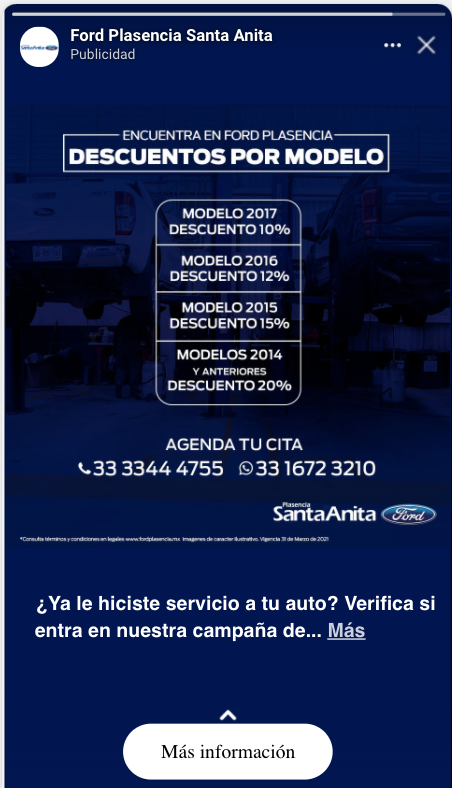 Ford Plasencia Santa Anita
Publicidad
ENCUENTRA EN FORD PLASENCIA
DESCUENTOS POR MODELO
MODELO 2017
DESCUENTO 10%
MODELO 2016
DESCUENTO 12%
MODELO 2015
DESCUENTO 15%
MODELOS 2014
Y ANTERIORES
DESCUENTO 20%
AGENDA TU CITA
33 3344 4755 33 1672 3210
Plasencia
SantaAnita Ford
*Consulta términos y condiciones en legales www.fordplasencia.mx Imagenes de caracter ilustrativo. Vigencia 31 de Marzo de 2021
¿Ya le hiciste servicio a tu auto? Verifica si
entra en nuestra campaña de... Más
Más información